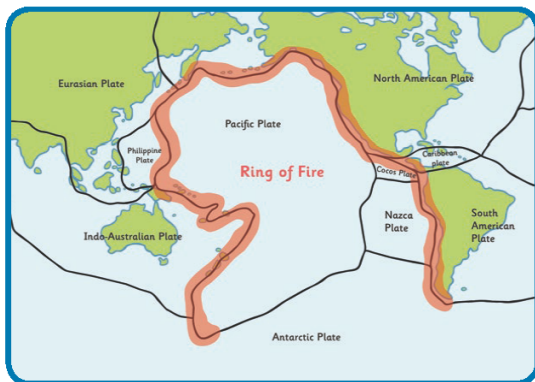 Eurasian Plate
North American Plate
Pacific Plate
Philippine
Plate
Ring of Fire
Caribbean
plate
Cocos Plate
Nazca
Plate
South
American
Plate
Indo-Australian Plate
Antarctic Plate